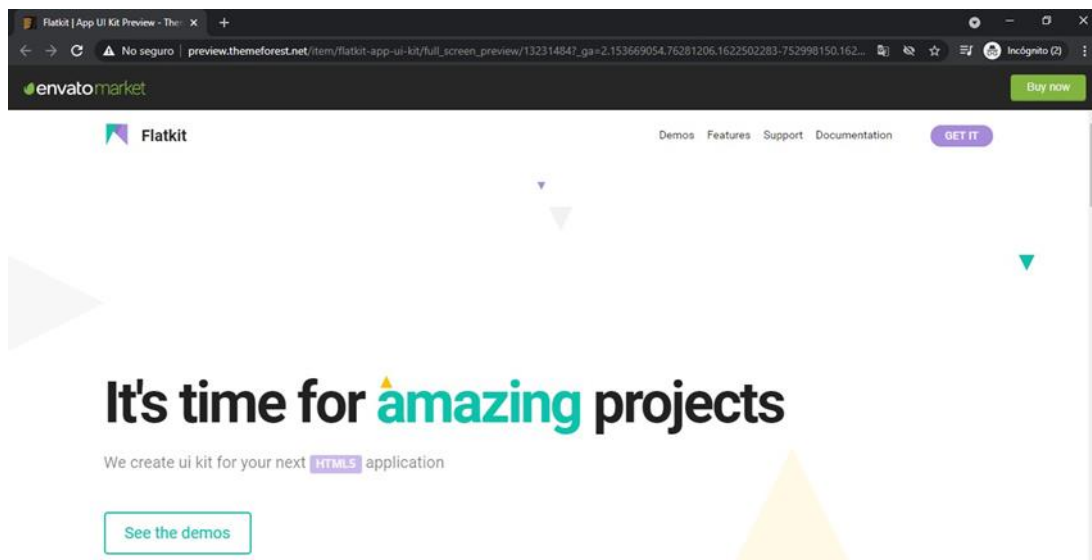 Flatkit | App UI Kit Preview - The
No seguro | preview.themeforest.net/item/flatkit-app-ui-kit/full_screen_preview/13231484?_ga=2.153669054.76281206.1622502283-752998150.162...
Incógnito (2)
envatomarket
Buy now
Flatkit
Demos Features Support Documentation GET IT
It's time for amazing projects
We create ui kit for your next HTML5 application
See the demos